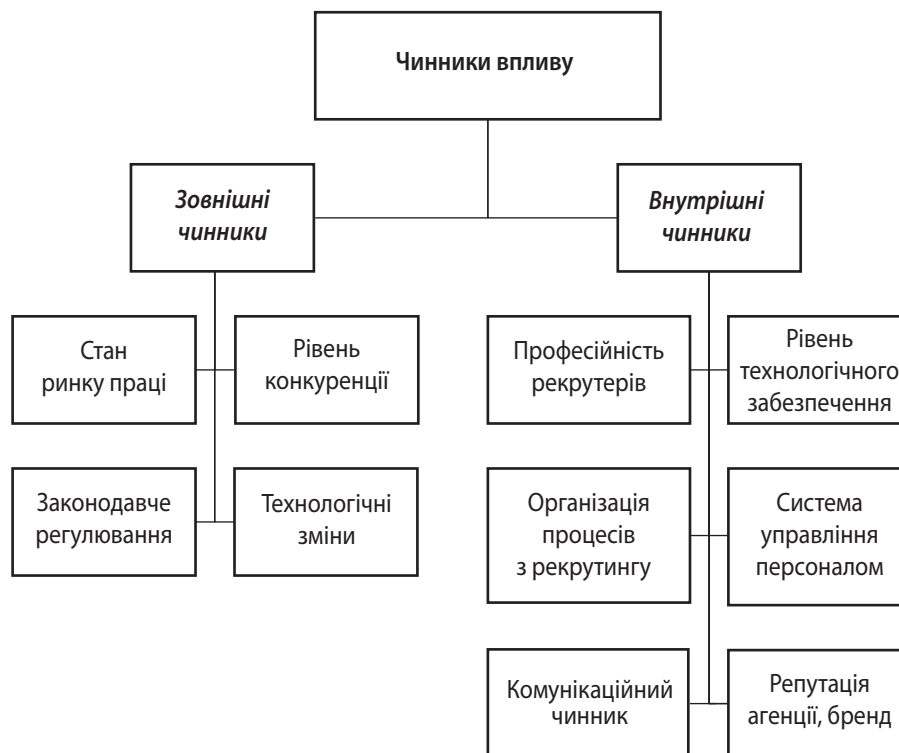 Чинники впливу
Зовнішні
чинники
Внутрішні
чинники
Стан
ринку праці
Рівень
конкуренції
Професійність
рекрутерів
Рівень
технологічного
забезпечення
Законодавче
регулювання
Технологічні
зміни
Організація
процесів
з рекрутингу
Система
управління
персоналом
Комунікаційний
чинник
Репутація
агенції, бренд